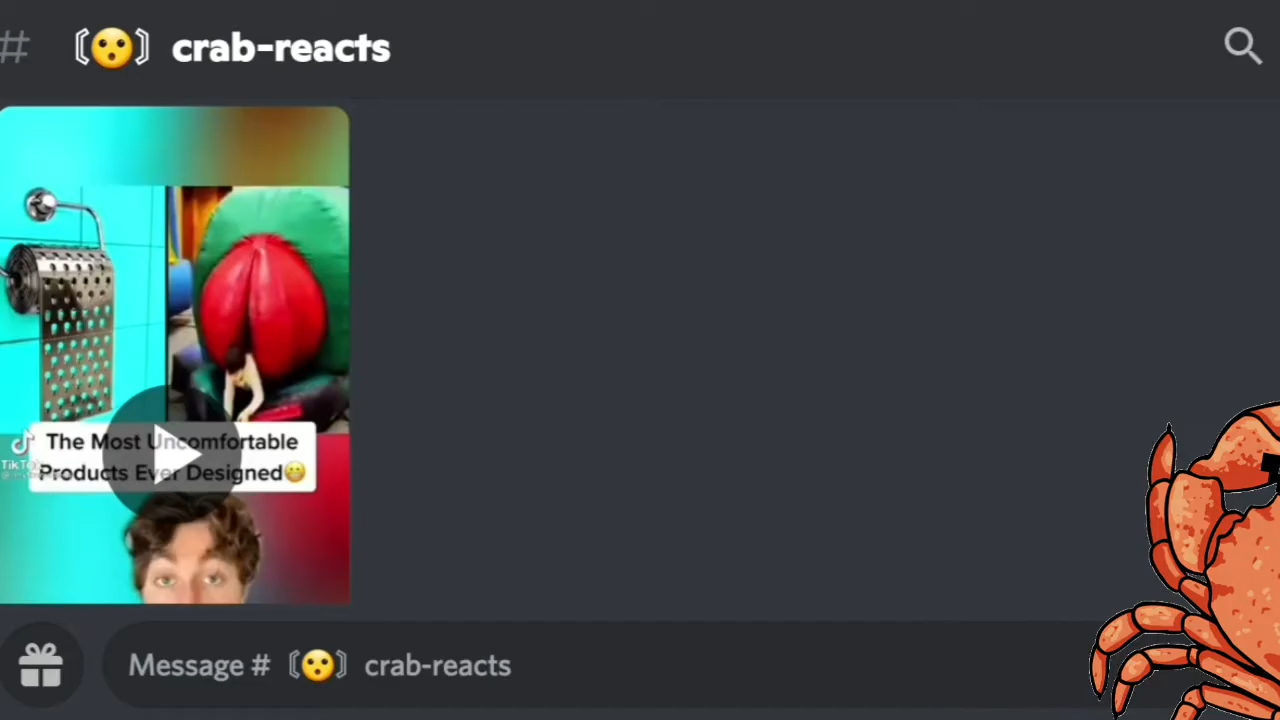 # 〔😮〕 crab-reacts
The Most Uncomfortable
Products Ever Designed😬
TikTok
Message # 〔😮〕 crab-reacts